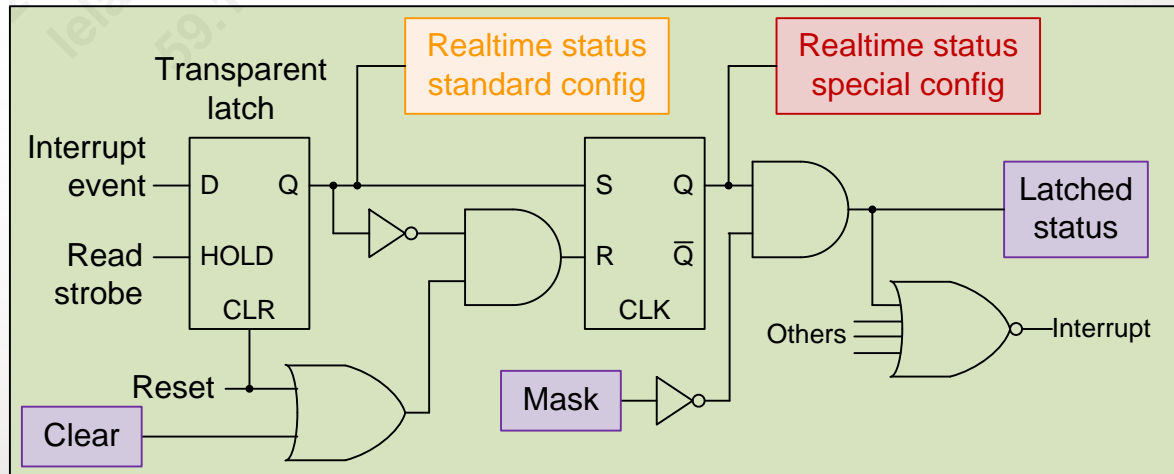 Realtime status
standard config
Realtime status
special config
Transparent
latch
Interrupt
event
D
Q
S
Q
Latched
status
Read
strobe
HOLD
R
Q̅
CLR
CLK
Others
Interrupt
Reset
Mask
Clear